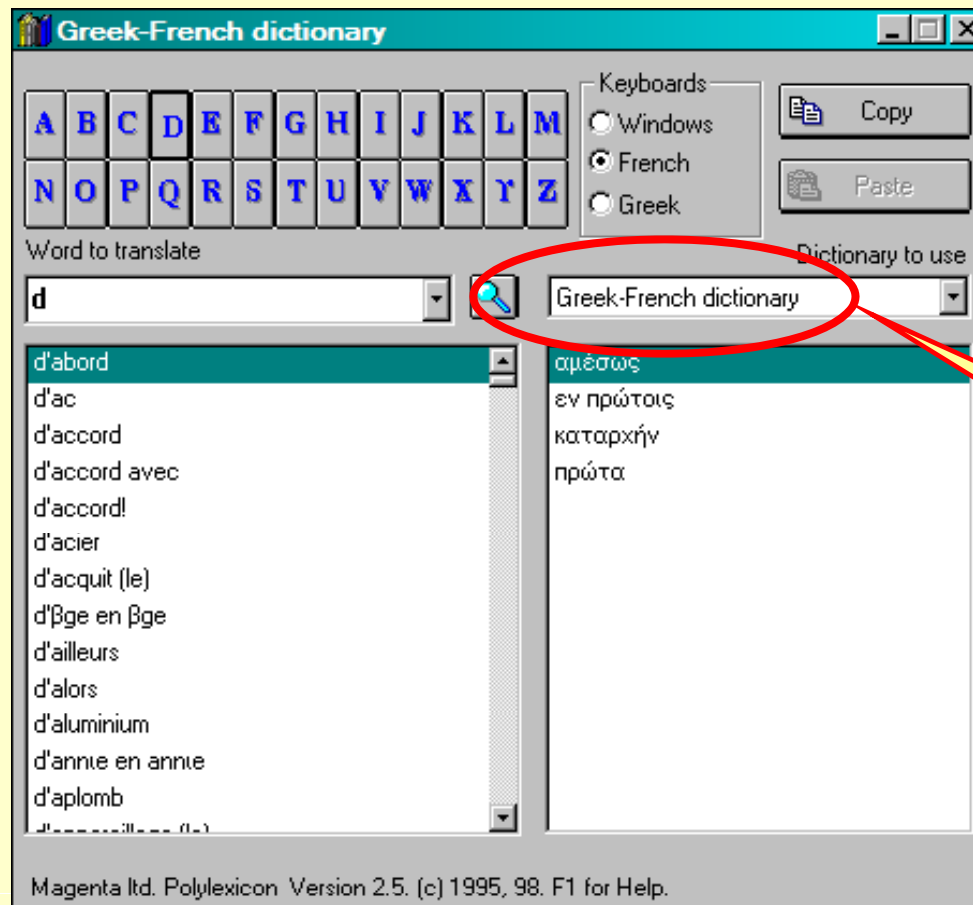 Greek-French dictionary
A B C D E F G H I J K L M
N O P Q R S T U V W X Y Z
Keyboards
Windows
French
Greek
Copy
Paste
Word to translate
Dictionary to use
d
Greek-French dictionary
d'abord
d'ac
d'accord
d'accord avec
d'accord!
d'acier
d'acquit (le)
d'βge en βge
d'ailleurs
d'alors
d'aluminium
d'annιe en annιe
d'aplomb
αμέσως
εν πρώτοις
καταρχήν
πρώτα
Magenta ltd. Polylexicon Version 2.5. (c) 1995, 98. F1 for Help.